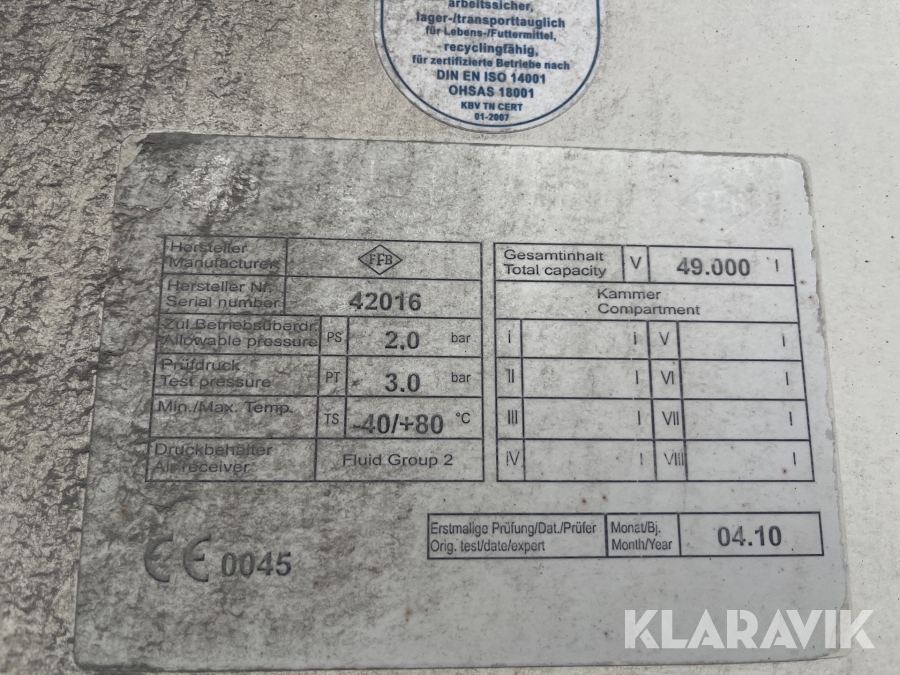 arbeitssicher,
lager-/transporttauglich
für Lebens-/Futtermittel,
recyclingfähig,
für zertifizierte Betriebe nach
DIN EN ISO 14001
OHSAS 18001
KBV TN CERT
01-2007
Hersteller
Manufacturer
FFB
Hersteller Nr.
Serial number
42016
Zul.Betriebsüberdr.
Allowable pressure
PS
2.0
bar
Prüfdruck
Test pressure
PT
3.0
bar
Min./Max. Temp.
TS
-40/+80
°C
Druckbehälter
Air receiver
Fluid Group 2
Gesamtinhalt
Total capacity
V
49.000
l
Kammer
Compartment
I
l
V
l
II
l
VI
l
III
l
VII
l
IV
l
VIII
l
CE 0045
Erstmalige Prüfung/Dat./Prüfer
Orig. test/date/expert
Monat/Bj.
Month/Year
04.10
KLARAVIK